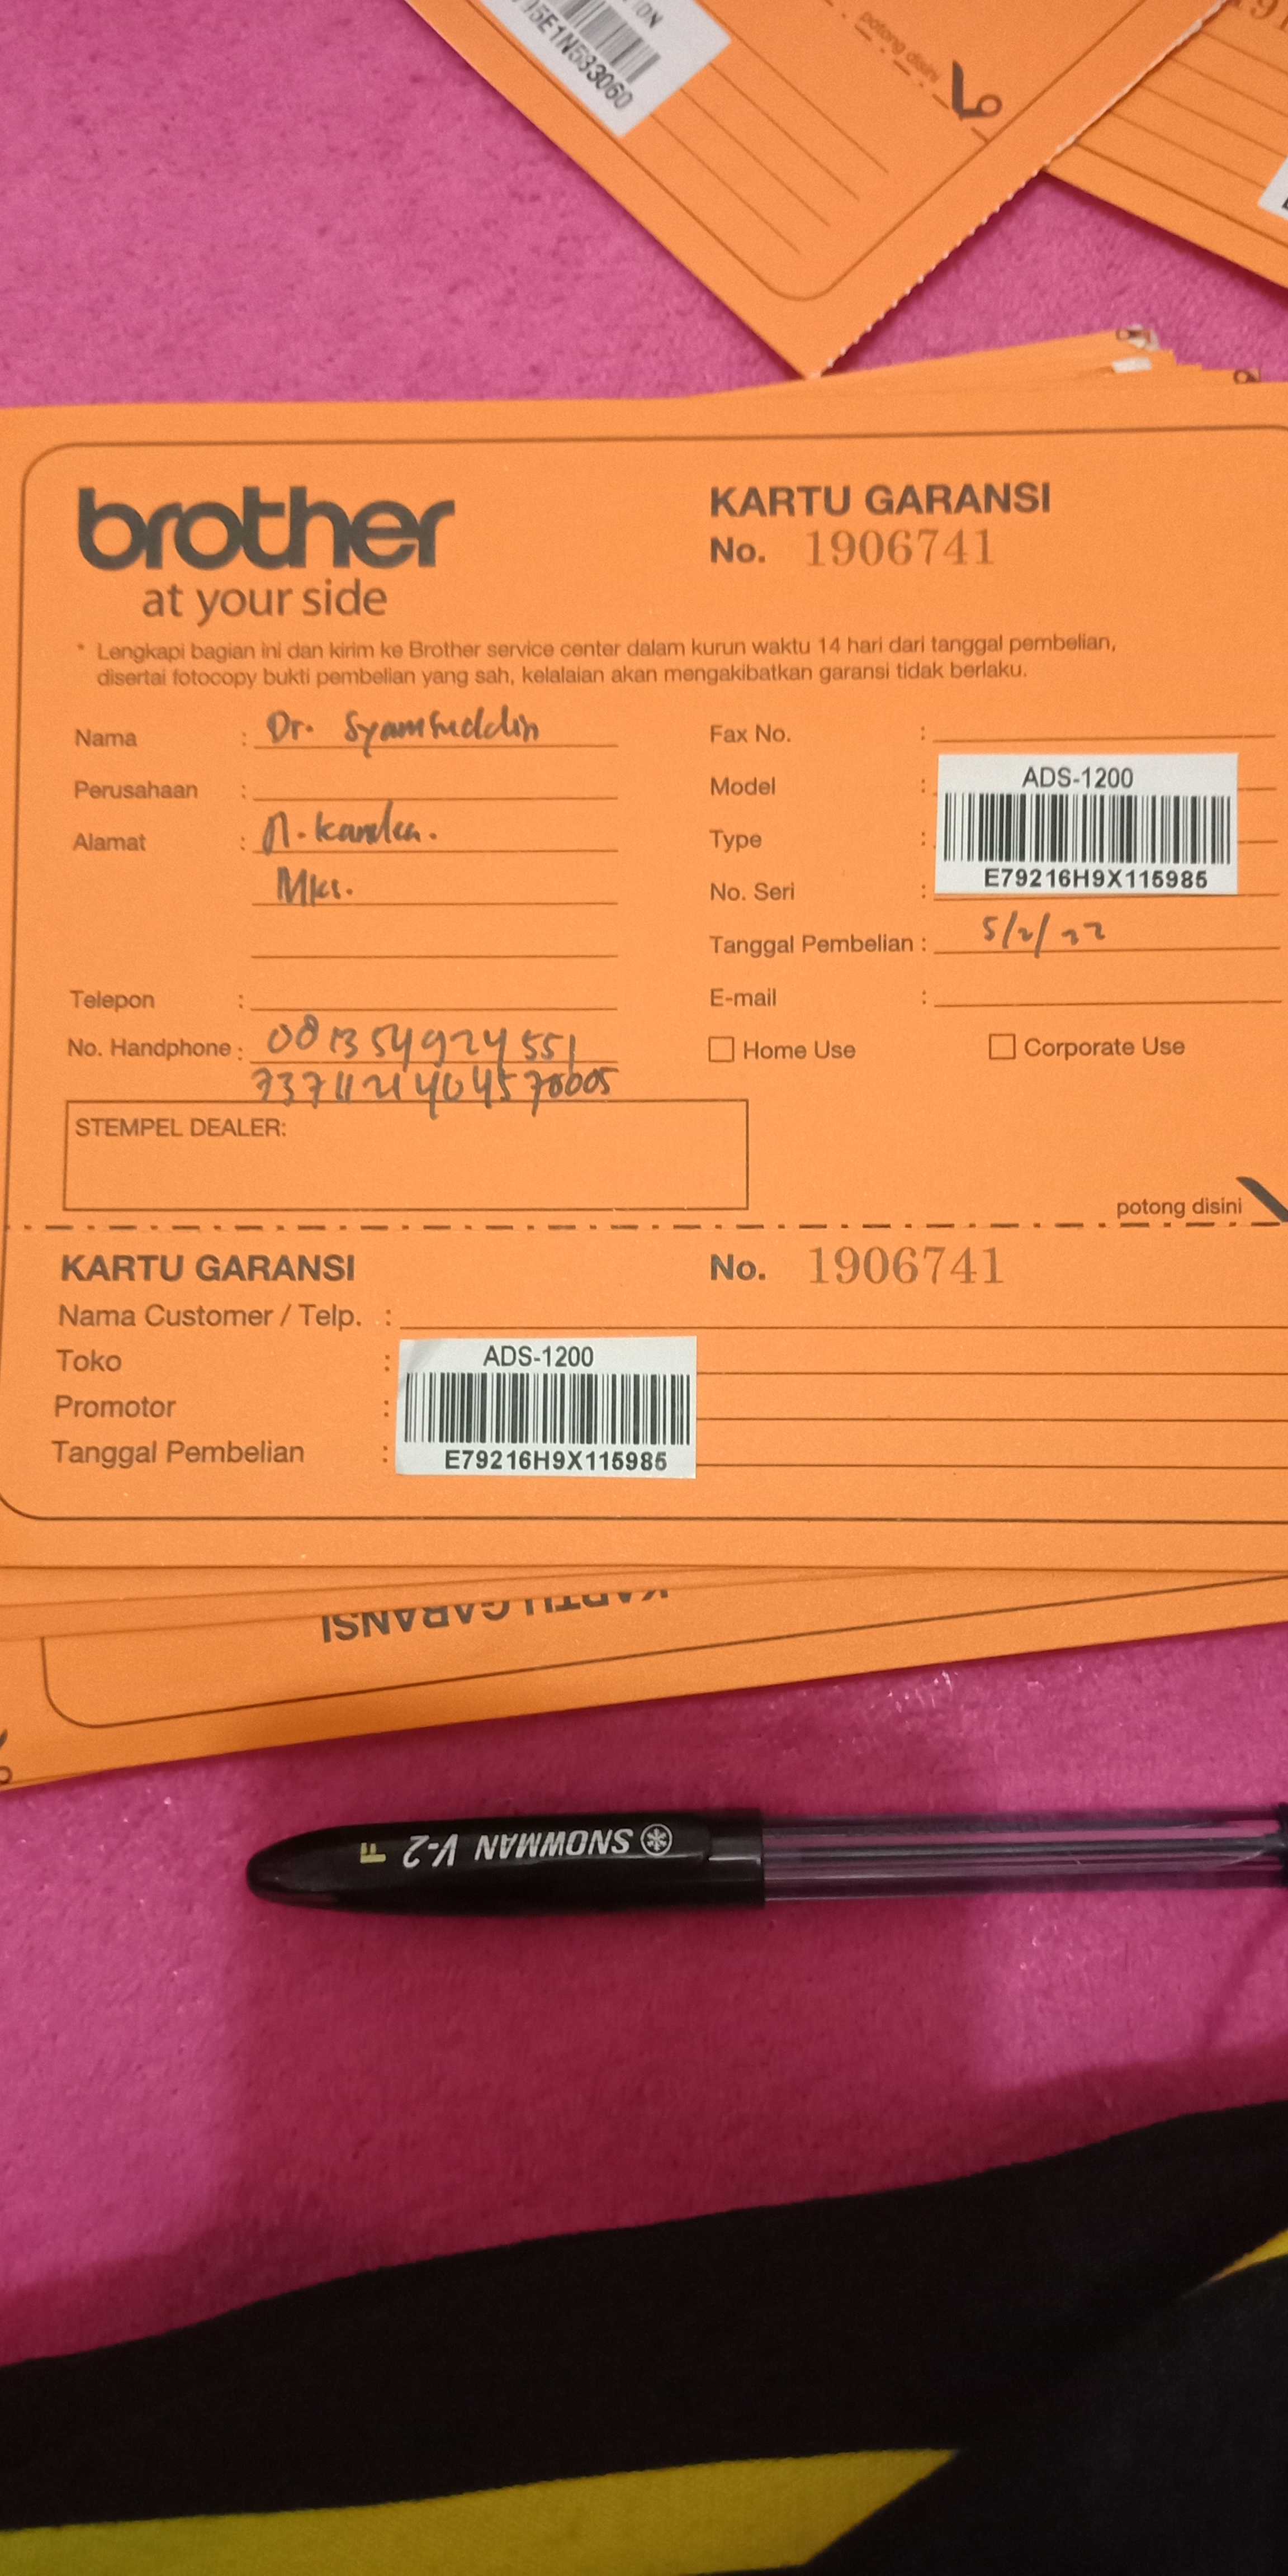 95E1N533060
potong disini
brother
at your side
KARTU GARANSI
No. 1906741
* Lengkapi bagian ini dan kirim ke Brother service center dalam kurun waktu 14 hari dari tanggal pembelian,
disertai fotocopy bukti pembelian yang sah, kelalaian akan mengakibatkan garansi tidak berlaku.
Nama : Dr. Syamsuddin
Perusahaan :
Alamat :
Mks.
Telepon :
No. Handphone : 081354924551
STEMPEL DEALER:
Fax No. :
Model :
Type :
No. Seri :
ADS-1200
E79216H9X115985
Tanggal Pembelian : 5/2/22
E-mail :
Home Use
Corporate Use
potong disini
KARTU GARANSI
No. 1906741
Nama Customer / Telp. :
Toko :
Promotor :
Tanggal Pembelian :
ADS-1200
E79216H9X115985
KARTU GARANSI
SNOWMAN V-2 F